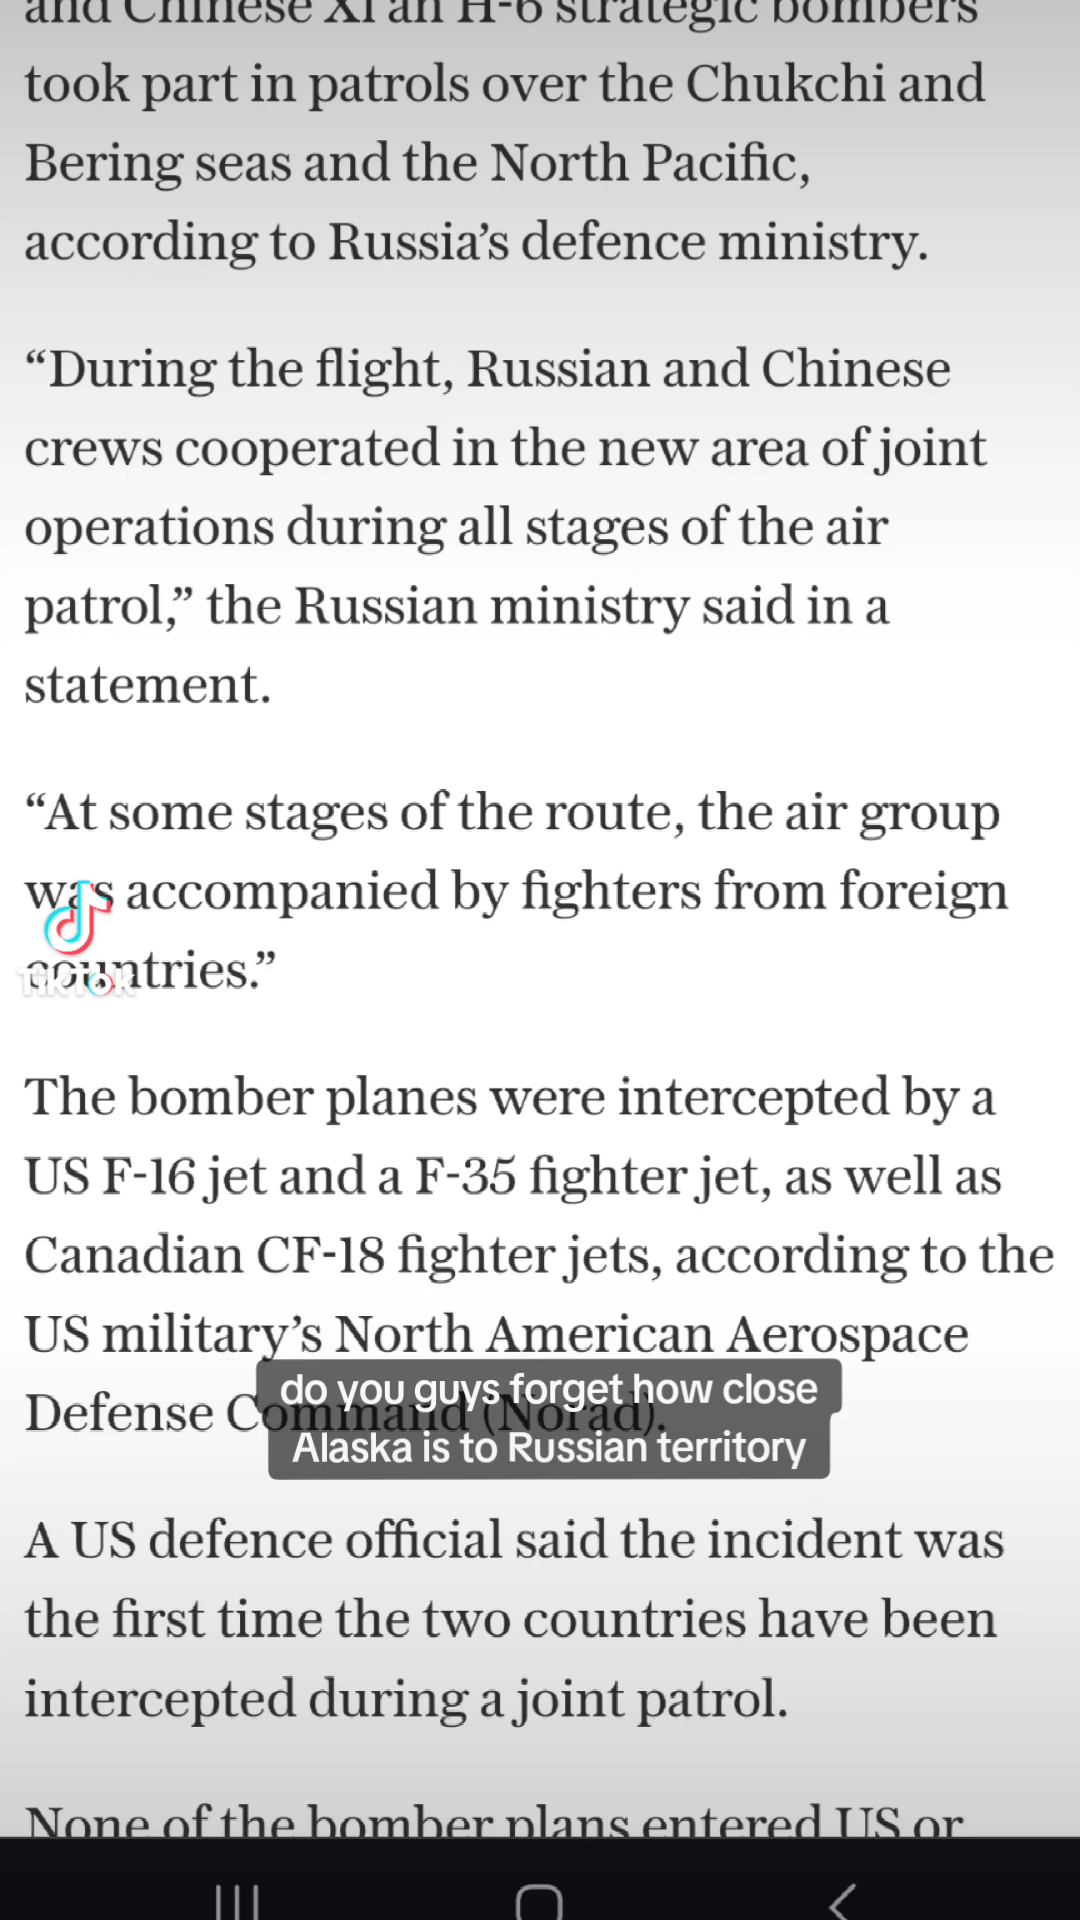 and Chinese Xi'an H-6 strategic bombers
took part in patrols over the Chukchi and
Bering seas and the North Pacific,
according to Russia’s defence ministry.
“During the flight, Russian and Chinese
crews cooperated in the new area of joint
operations during all stages of the air
patrol,” the Russian ministry said in a
statement.
“At some stages of the route, the air group
was accompanied by fighters from foreign
countries.”
TikTok
The bomber planes were intercepted by a
US F-16 jet and a F-35 fighter jet, as well as
Canadian CF-18 fighter jets, according to the
US military’s North American Aerospace
Defense Command (Norad).
do you guys forget how close
Alaska is to Russian territory
A US defence official said the incident was
the first time the two countries have been
intercepted during a joint patrol.
None of the bomber plans entered US or